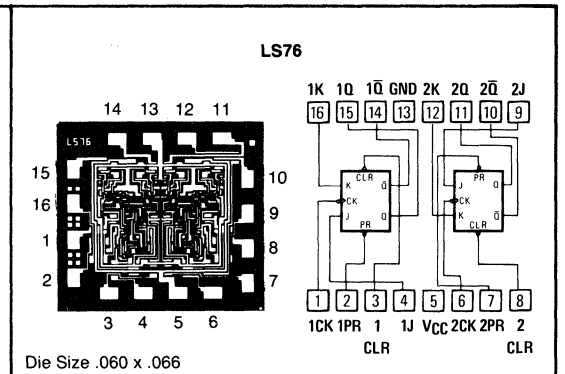 LS76
14 13 12 11
LS76
15
16
1
2
10
9
8
7
3 4 5 6
Die Size .060 x .066
1K 1Q 1Q̅ GND 2K 2Q 2Q̅ 2J
16 15 14 13 12 11 10 9
CLR
K Q̅
CK
J Q
PR
PR
J Q
CK
K Q̅
CLR
1 2 3 4 5 6 7 8
1CK 1PR 1 1J VCC 2CK 2PR 2
CLR CLR